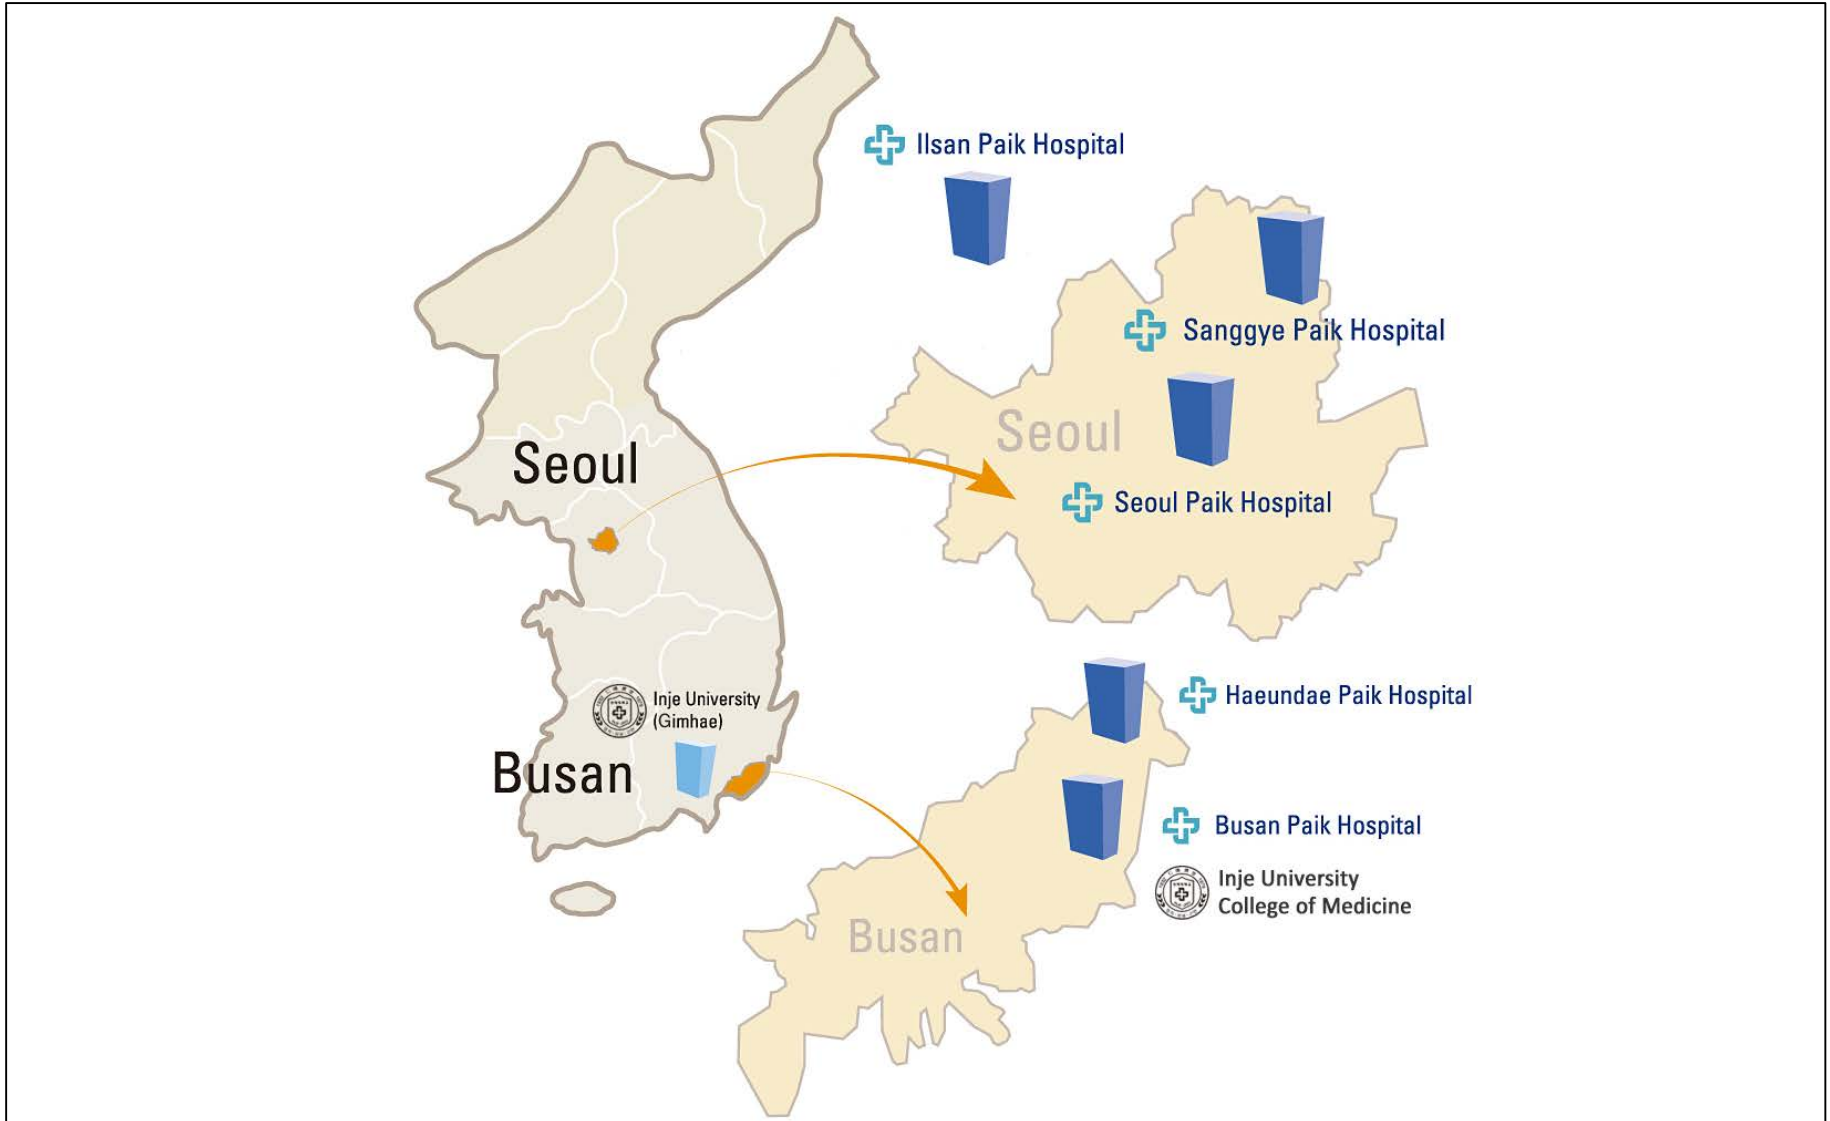 Ilsan Paik Hospital
Sanggye Paik Hospital
Seoul
Seoul
Seoul Paik Hospital
Inje University
(Gimhae)
Haeundae Paik Hospital
Busan
Busan Paik Hospital
Inje University
College of Medicine
Busan